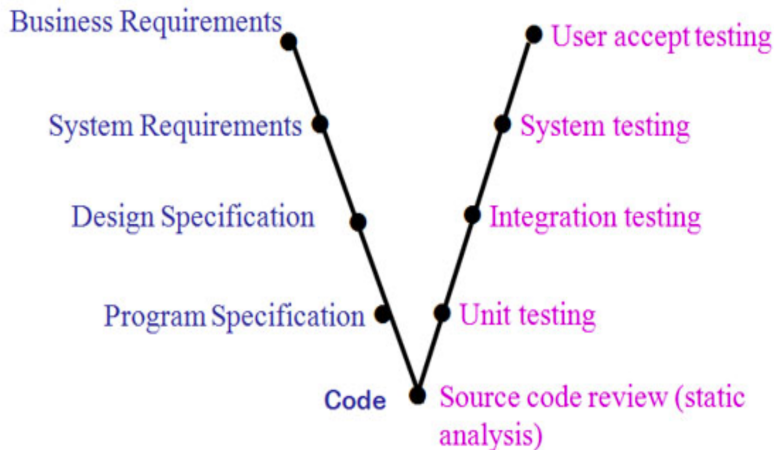 Business Requirements
User accept testing
System Requirements
System testing
Design Specification
Integration testing
Program Specification
Unit testing
Code
Source code review (static
analysis)